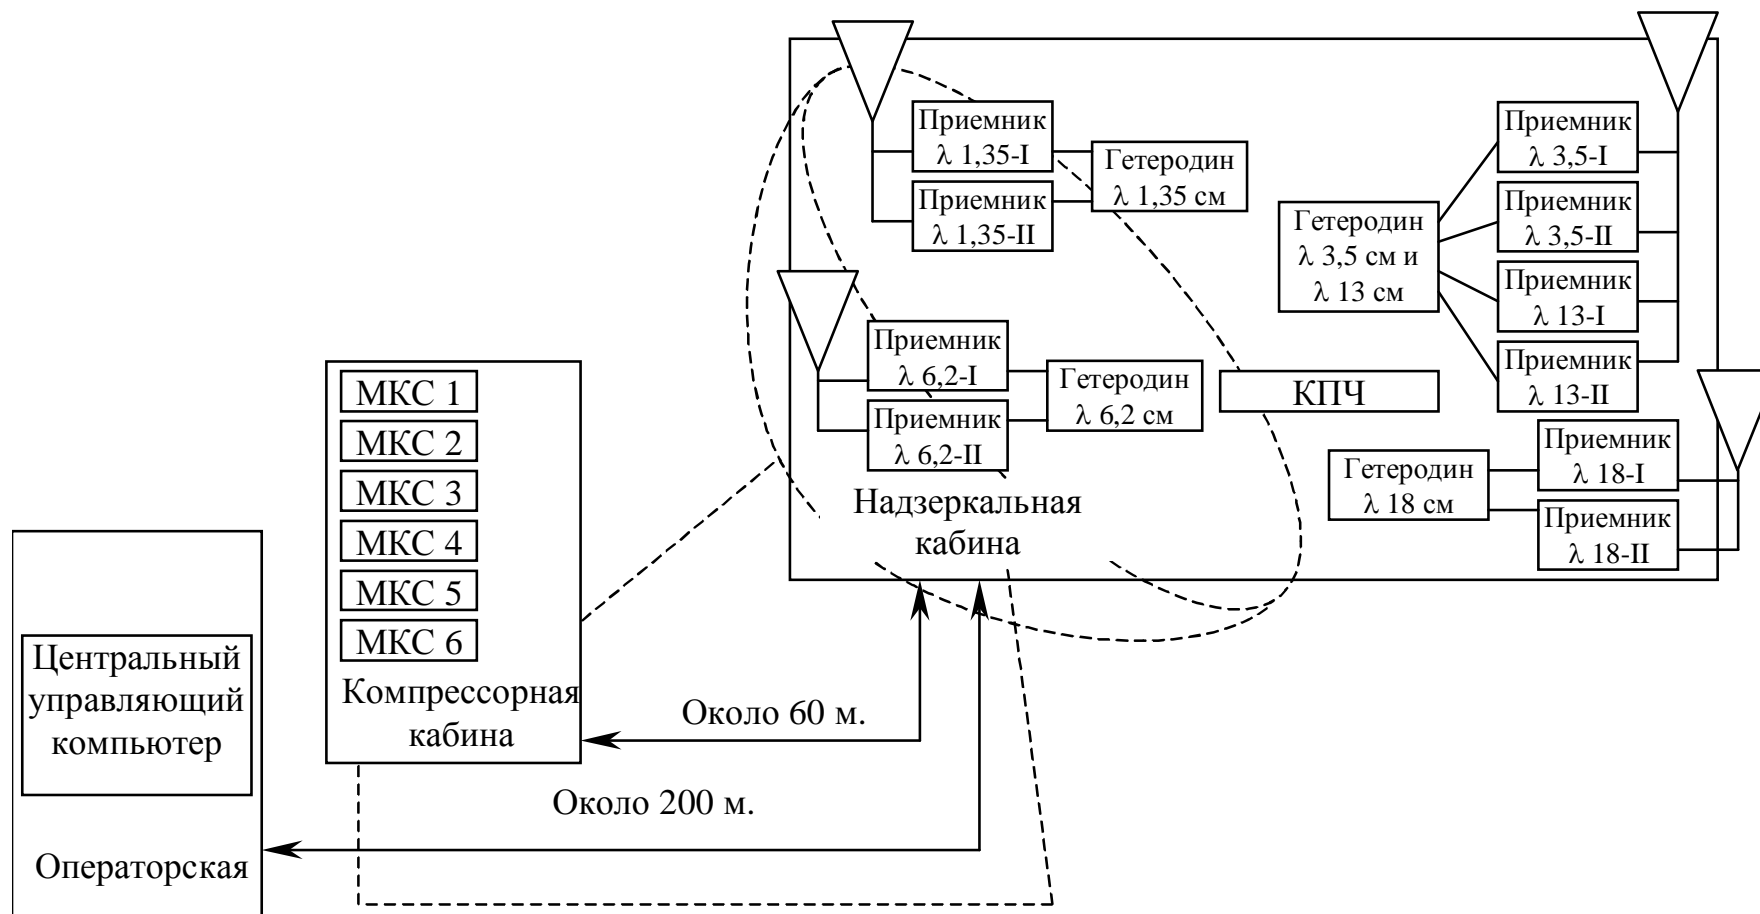 Приемник
λ 1,35-I
Приемник
λ 1,35-II
Гетеродин
λ 1,35 см
Приемник
λ 3,5-I
Приемник
λ 3,5-II
Приемник
λ 13-I
Приемник
λ 13-II
Гетеродин
λ 3,5 см и
λ 13 см
Приемник
λ 6,2-I
Приемник
λ 6,2-II
Гетеродин
λ 6,2 см
КПЧ
Гетеродин
λ 18 см
Приемник
λ 18-I
Приемник
λ 18-II
Надзеркальная
кабина
МКС 1
МКС 2
МКС 3
МКС 4
МКС 5
МКС 6
Компрессорная
кабина
Центральный
управляющий
компьютер
Операторская
Около 60 м.
Около 200 м.